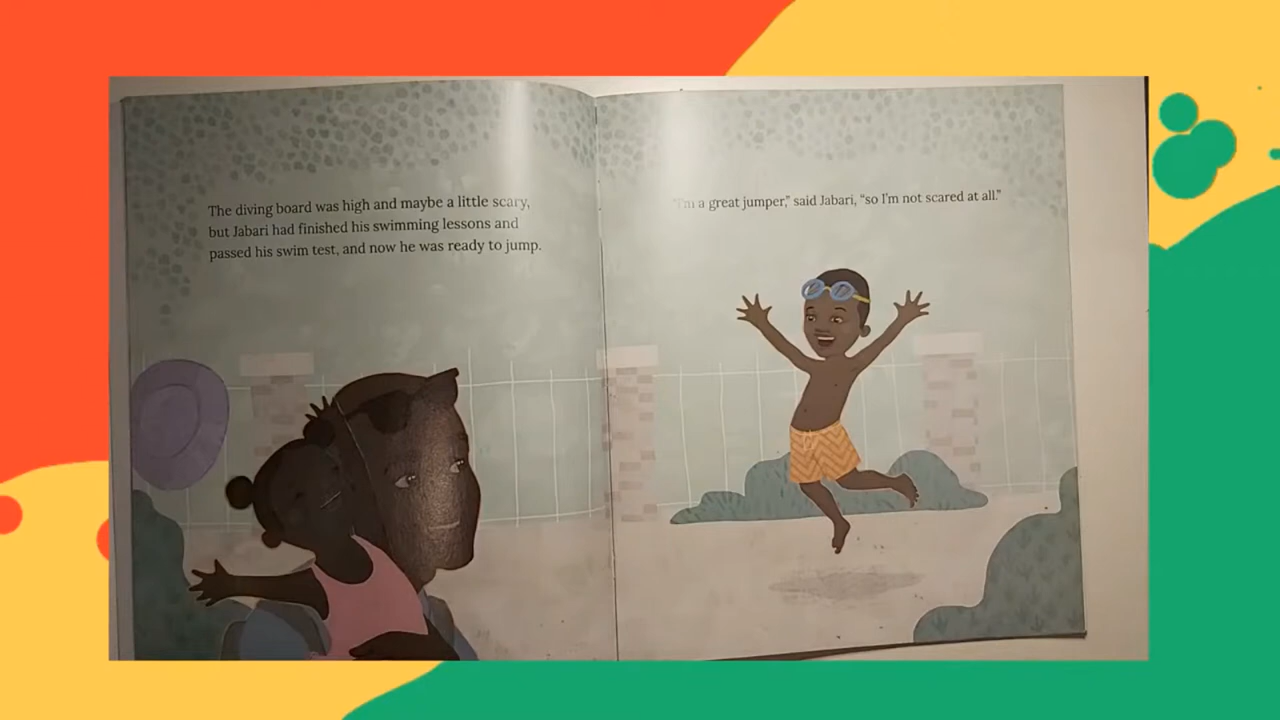 The diving board was high and maybe a little scary,
but Jabari had finished his swimming lessons and
passed his swim test, and now he was ready to jump.
"I'm a great jumper," said Jabari, "so I'm not scared at all."